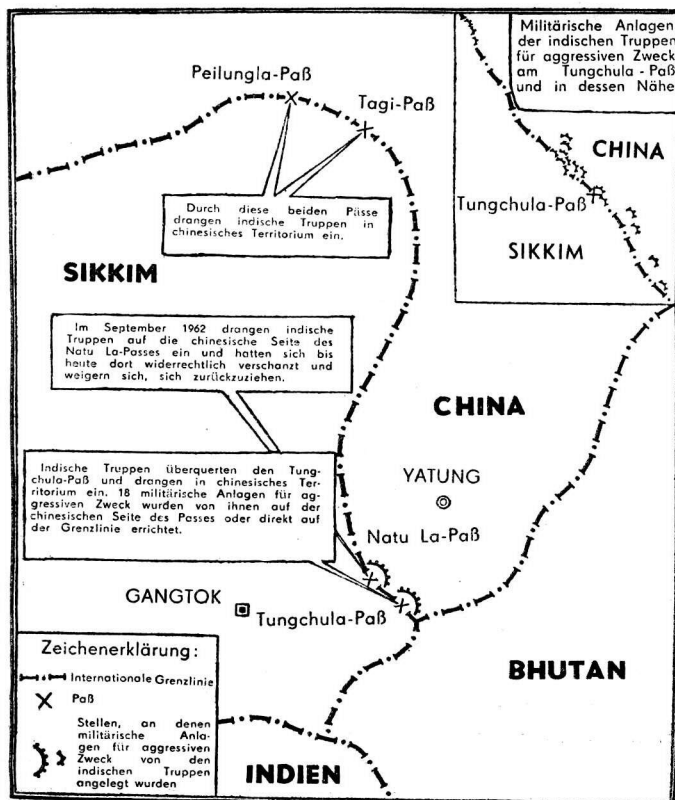 Militärische Anlagen
der indischen Truppen
für aggressiven Zweck
am Tungchula - Paß
und in dessen Nähe
CHINA
Tungchula-Paß
SIKKIM
Peilungla-Paß
Tagi-Paß
Durch diese beiden Pässe
drangen indische Truppen in
chinesisches Territorium ein.
SIKKIM
Im September 1962 drangen indische
Truppen auf die chinesische Seite des
Natu La-Passes ein und hatten sich bis
heute dort widerrechtlich verschanzt und
weigern sich, sich zurückzuziehen.
CHINA
Indische Truppen überquerten den Tung-
chula-Paß und drangen in chinesisches Ter-
ritorium ein. 18 militärische Anlagen für ag-
gressiven Zweck wurden von ihnen auf der
chinesischen Seite des Passes oder direkt auf
der Grenzlinie errichtet.
YATUNG
Natu La-Paß
GANGTOK
Tungchula-Paß
BHUTAN
Zeichenerklärung:
Internationale Grenzlinie
Paß
Stellen, an denen
militärische Anla-
gen für aggressiven
Zweck von den
indischen Truppen
angelegt wurden
INDIEN